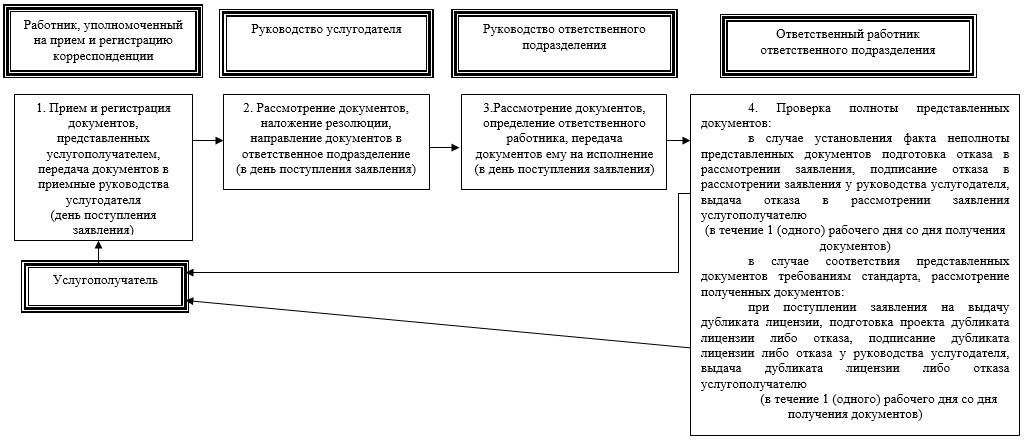 Работник, уполномоченный
на прием и регистрацию
корреспонденции
Руководство услугодателя
Руководство ответственного
подразделения
Ответственный работник
ответственного подразделения
1. Прием и регистрация
документов,
представленных
услугополучателем,
передача документов в
приемные руководства
услугодателя
(день поступления
заявления)
2. Рассмотрение документов,
наложение резолюции,
направление документов в
ответственное подразделение
(в день поступления заявления)
3.Рассмотрение документов,
определение ответственного
работника, передача
документов ему на исполнение
(в день поступления заявления)
4. Проверка полноты представленных
документов:
в случае установления факта неполноты
представленных документов подготовка отказа в
рассмотрении заявления, подписание отказа в
рассмотрении заявления у руководства услугодателя,
выдача отказа в рассмотрении заявления
услугополучателю
(в течение 1 (одного) рабочего дня со дня получения
документов)
в случае соответствия представленных
документов требованиям стандарта, рассмотрение
полученных документов:
при поступлении заявления на выдачу
дубликата лицензии, подготовка проекта дубликата
лицензии либо отказа, подписание дубликата
лицензии либо отказа у руководства услугодателя,
выдача дубликата лицензии либо отказа
услугополучателю
(в течение 1 (одного) рабочего дня со дня
получения документов)
Услугополучатель